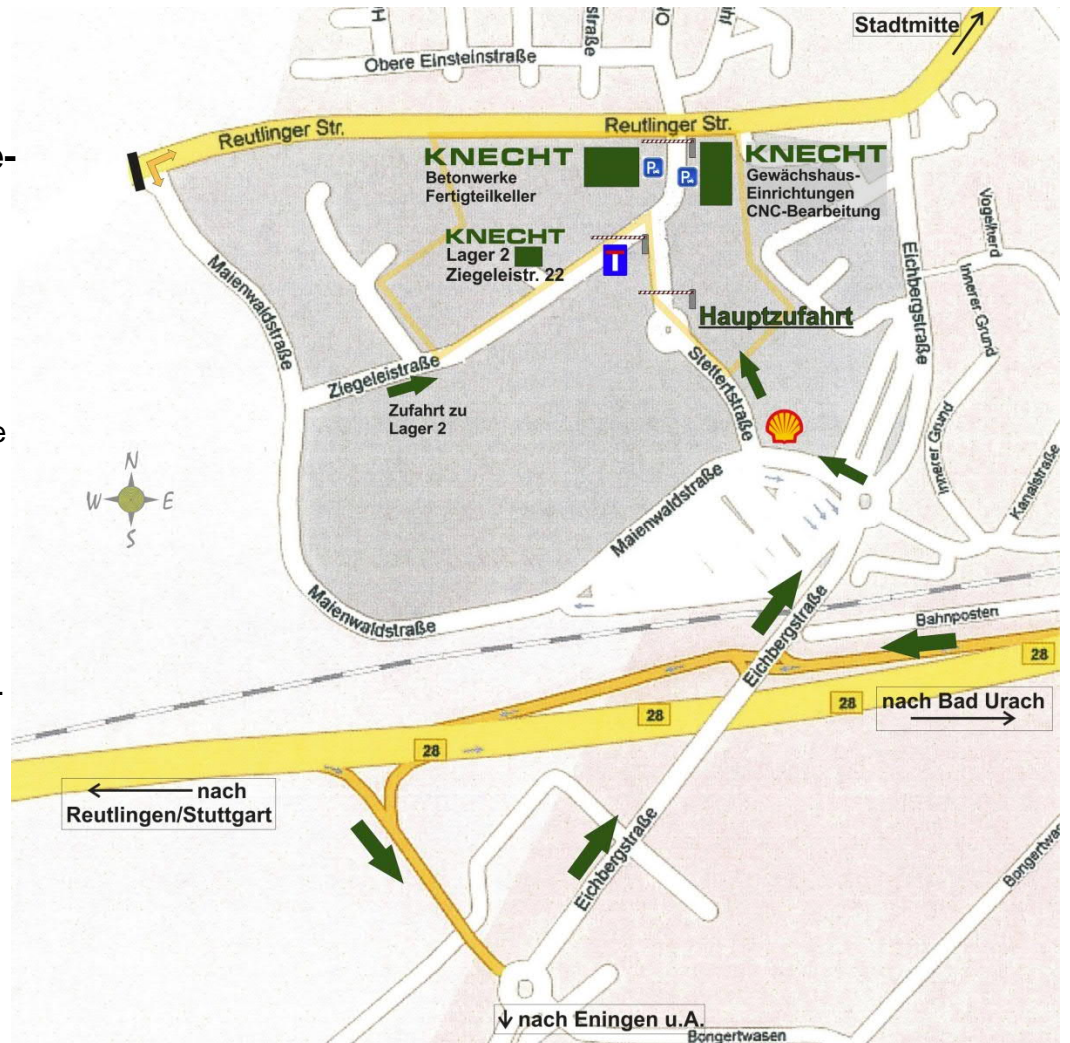 Stadtmitte
Obere Einsteinstraße
straße
Reutlinger Str.
Reutlinger Str.
KNECHT
Betonwerke
Fertigteilkeller
KNECHT
Gewächshaus-
Einrichtungen
CNC-Bearbeitung
P
P
KNECHT
Lager 2
Ziegeleistr. 22
Hauptzufahrt
Vogelherd
Innerer Grund
Eichbergstraße
Maienwaldstraße
Ziegeleistraße
Stettertstraße
Zufahrt zu
Lager 2
Innerer Grund
Kanalstraße
N
W E
S
Maienwaldstraße
Maienwaldstraße
Bahnposten
Eichbergstraße
28
28
28
28
nach Bad Urach
nach
Reutlingen/Stuttgart
Eichbergstraße
nach Eningen u.A.
Bongertwasen